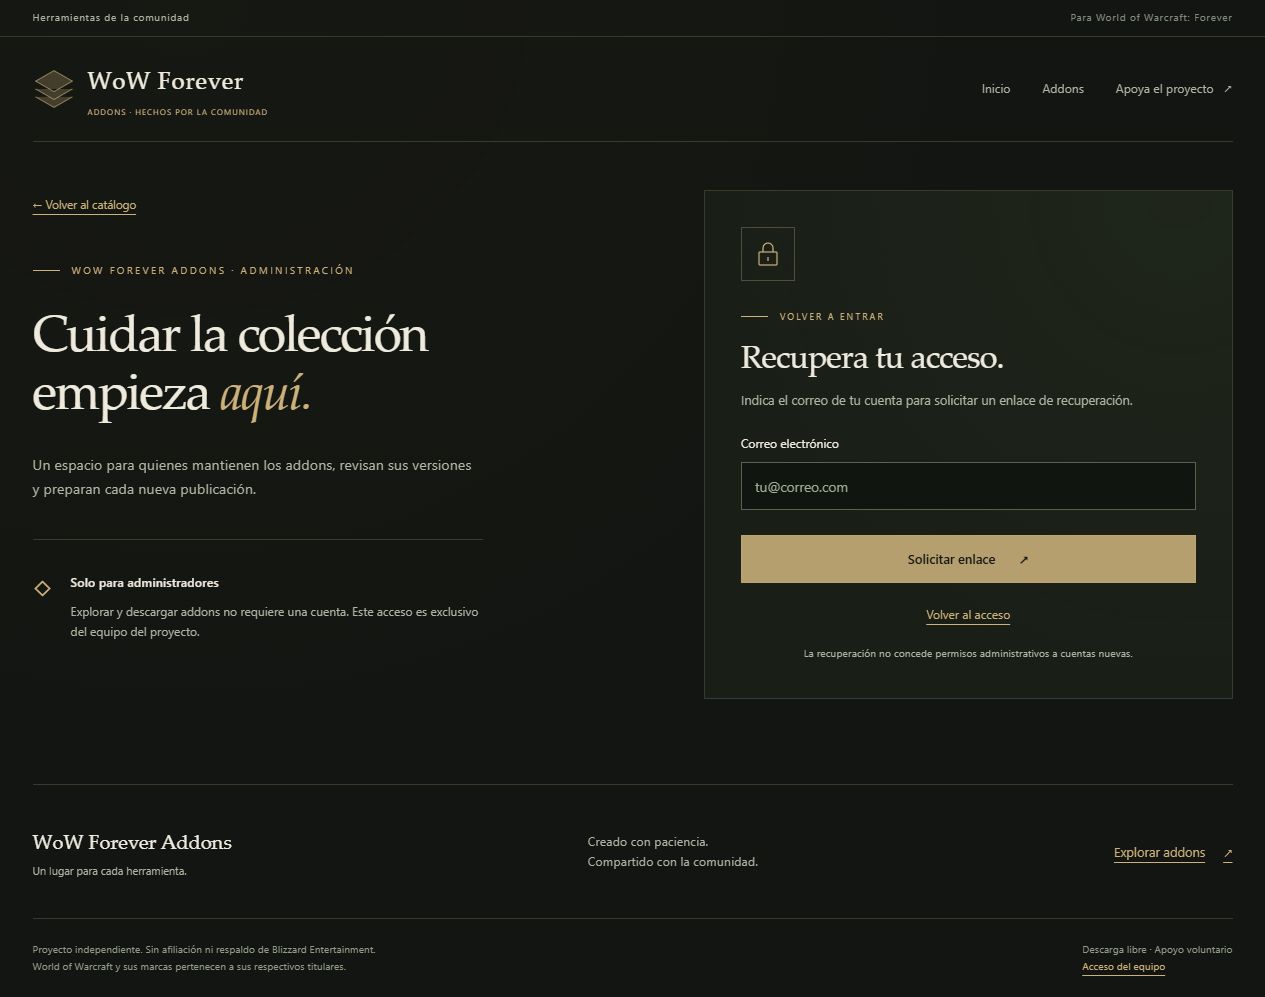 Herramientas de la comunidad
Para World of Warcraft: Forever
WoW Forever
ADDONS · HECHOS POR LA COMUNIDAD
Inicio
Addons
Apoya el proyecto ↗
← Volver al catálogo
WOW FOREVER ADDONS · ADMINISTRACIÓN
Cuidar la colección
empieza aquí.
Un espacio para quienes mantienen los addons, revisan sus versiones
y preparan cada nueva publicación.
Solo para administradores
Explorar y descargar addons no requiere una cuenta. Este acceso es exclusivo
del equipo del proyecto.
VOLVER A ENTRAR
Recupera tu acceso.
Indica el correo de tu cuenta para solicitar un enlace de recuperación.
Correo electrónico
tu@correo.com
Solicitar enlace ↗
Volver al acceso
La recuperación no concede permisos administrativos a cuentas nuevas.
WoW Forever Addons
Un lugar para cada herramienta.
Creado con paciencia.
Compartido con la comunidad.
Explorar addons ↗
Proyecto independiente. Sin afiliación ni respaldo de Blizzard Entertainment.
World of Warcraft y sus marcas pertenecen a sus respectivos titulares.
Descarga libre · Apoyo voluntario
Acceso del equipo